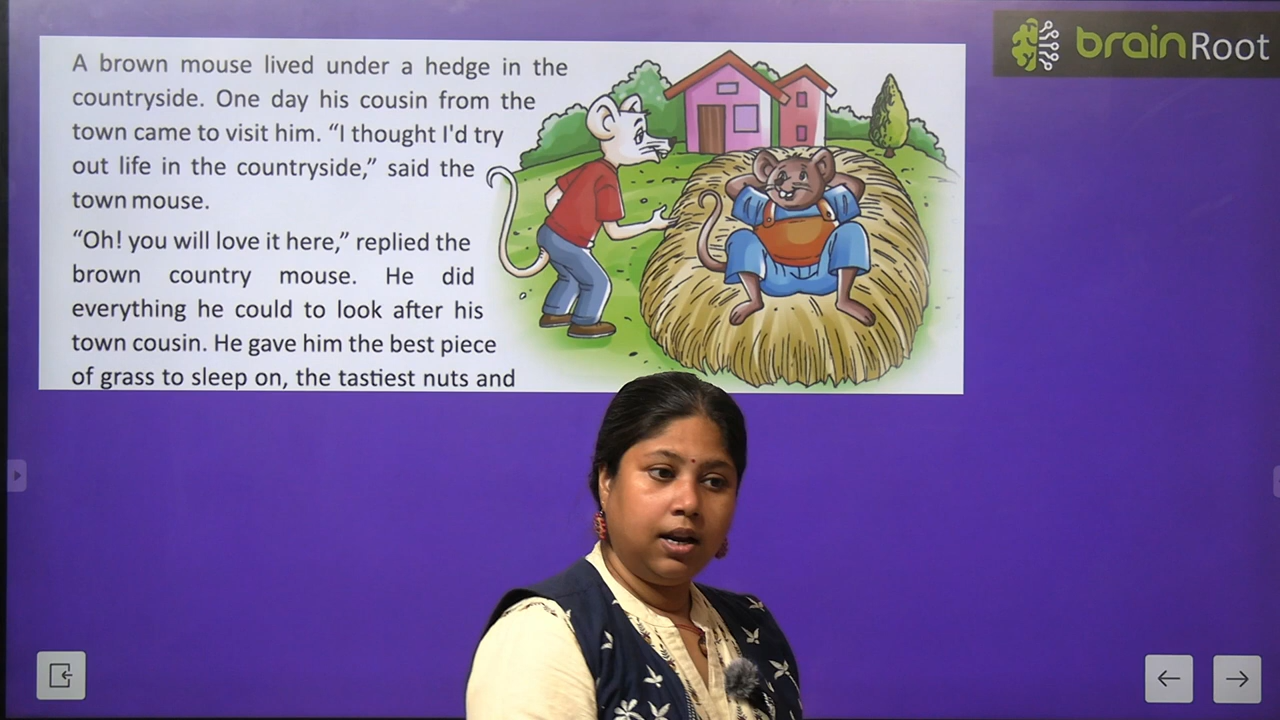 A brown mouse lived under a hedge in the
countryside. One day his cousin from the
town came to visit him. “I thought I'd try
out life in the countryside,” said the
town mouse.
“Oh! you will love it here,” replied the
brown country mouse. He did
everything he could to look after his
town cousin. He gave him the best piece
of grass to sleep on, the tastiest nuts and
brainRoot